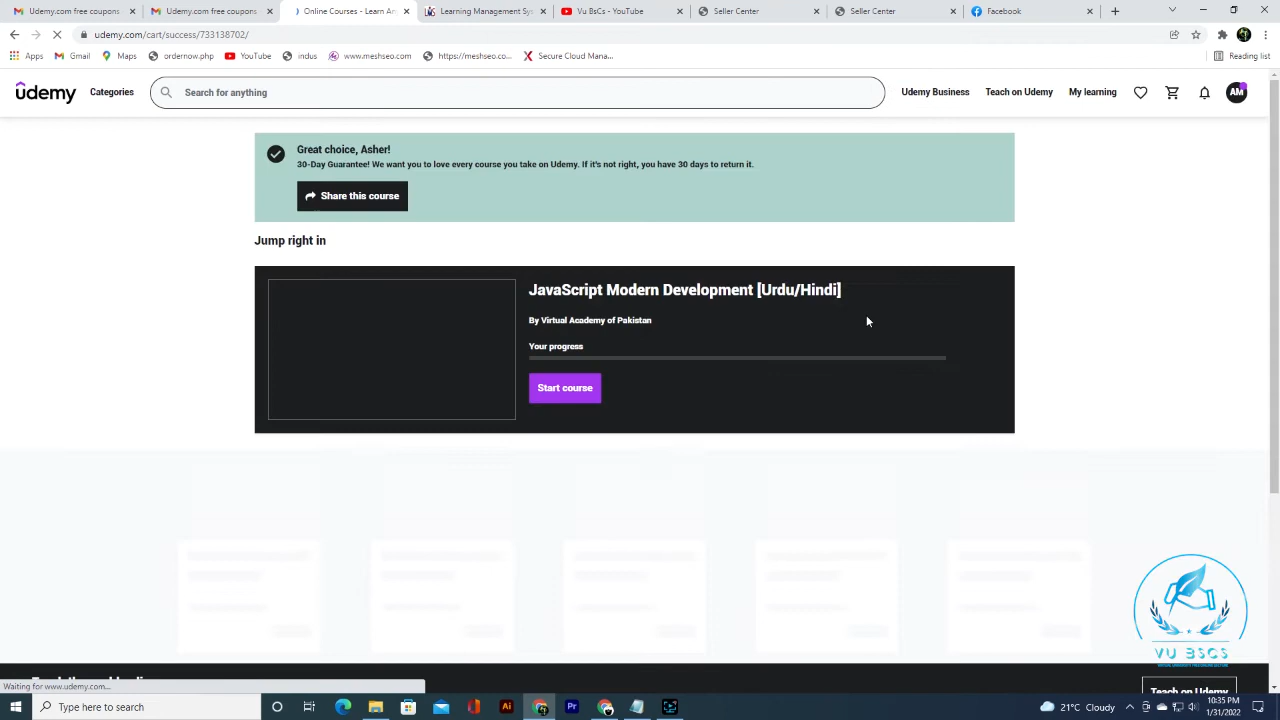 Udemy.com free coupons
Udemy.com free coupons
Online Course - Learn An
Learning Management Sys
Vu BsCs - YouTube
Seller Center
Seller Center
Facebook
udemy.com/cart/success/733138702/
Apps
Gmail
Maps
ordernow.php
YouTube
indus
www.meshseo.com
https://meshseo.co...
Secure Cloud Mana...
Reading list
udemy
Categories
Search for anything
Udemy Business
Teach on Udemy
My learning
AM
Great choice, Asher!
30-Day Guarantee! We want you to love every course you take on Udemy. If it's not right, you have 30 days to return it.
Share this course
Jump right in
JavaScript Modern Development [Urdu/Hindi]
By Virtual Academy of Pakistan
Your progress
Start course
VU BSCS
Teach on Udemy
Waiting for www.udemy.com...
Type here to search
Ai
Pr
21°C Cloudy
10:35 PM
1/31/2022